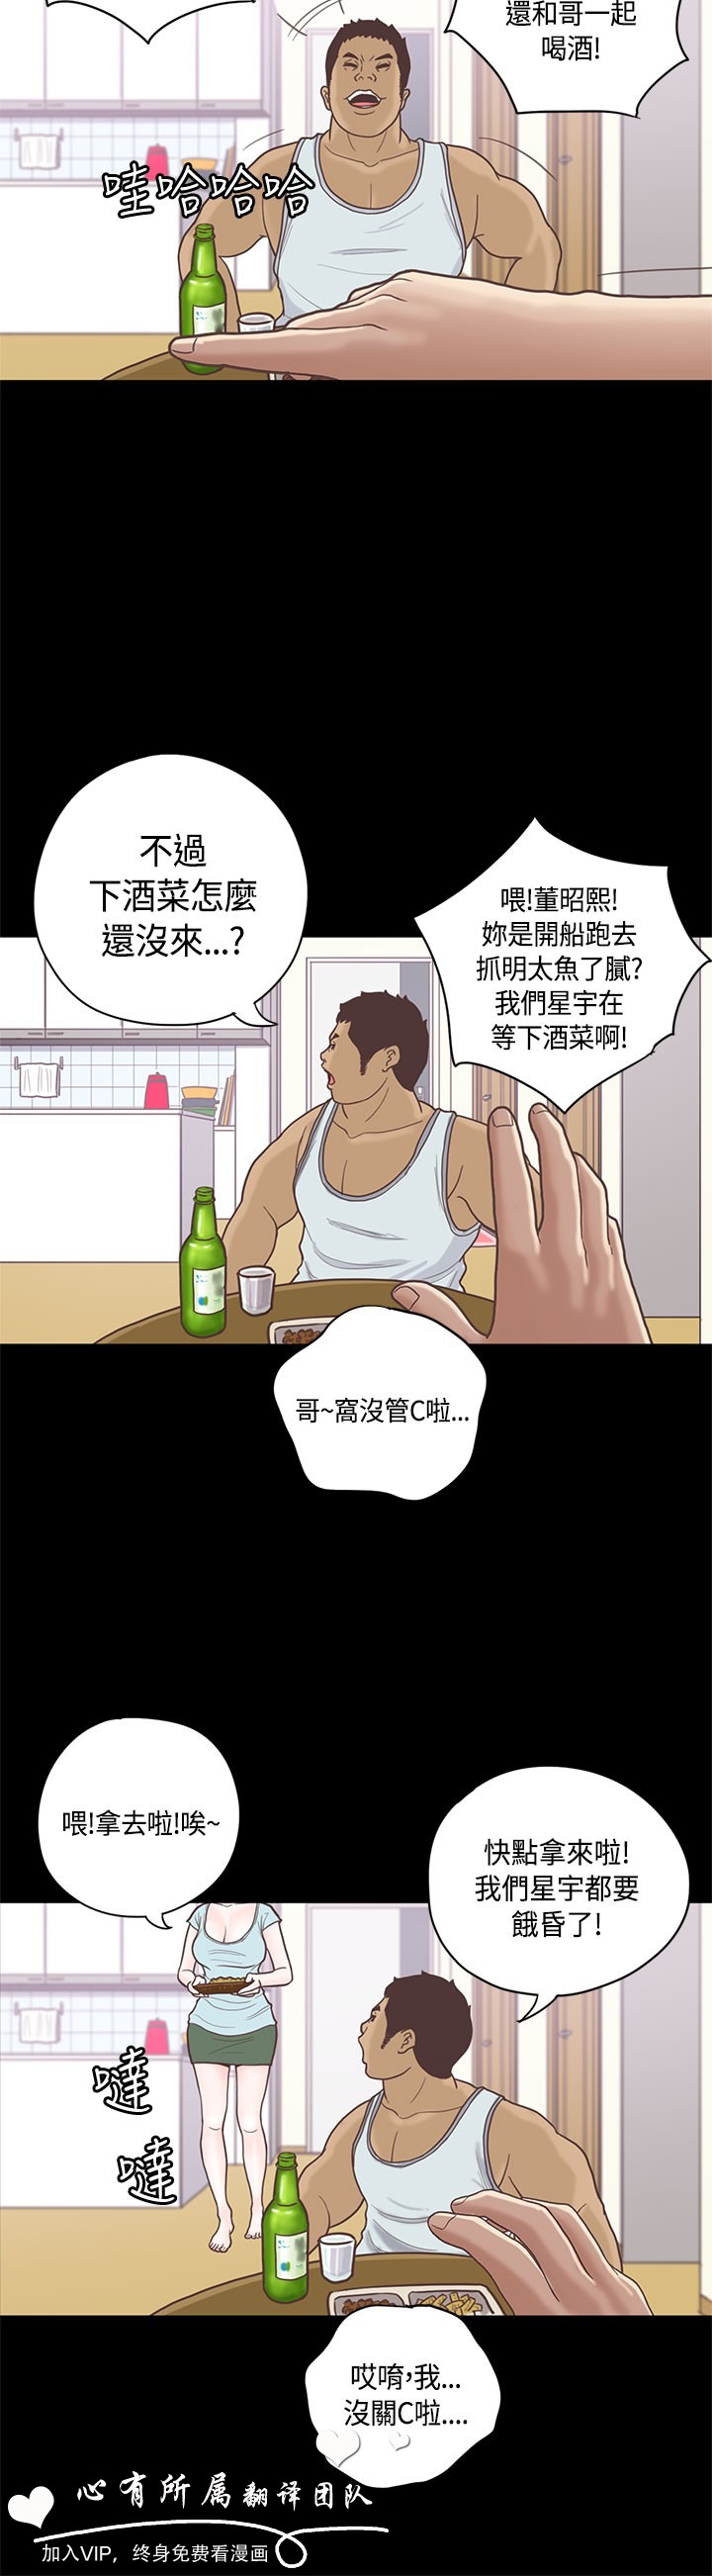 還和哥一起
喝酒!
哇哈哈哈
不過
下酒菜怎麼
還沒來...?
喂!董昭熙!
妳是開船跑去
抓明太魚了膩?
我們星宇在
等下酒菜啊!
哥~窩沒管C啦...
喂!拿去啦!唉~
快點拿來啦!
我們星宇都要
餓昏了!
噠
噠
哎唷,我...
沒關C啦....
心有所属翻译团队
加入VIP，终身免费看漫画